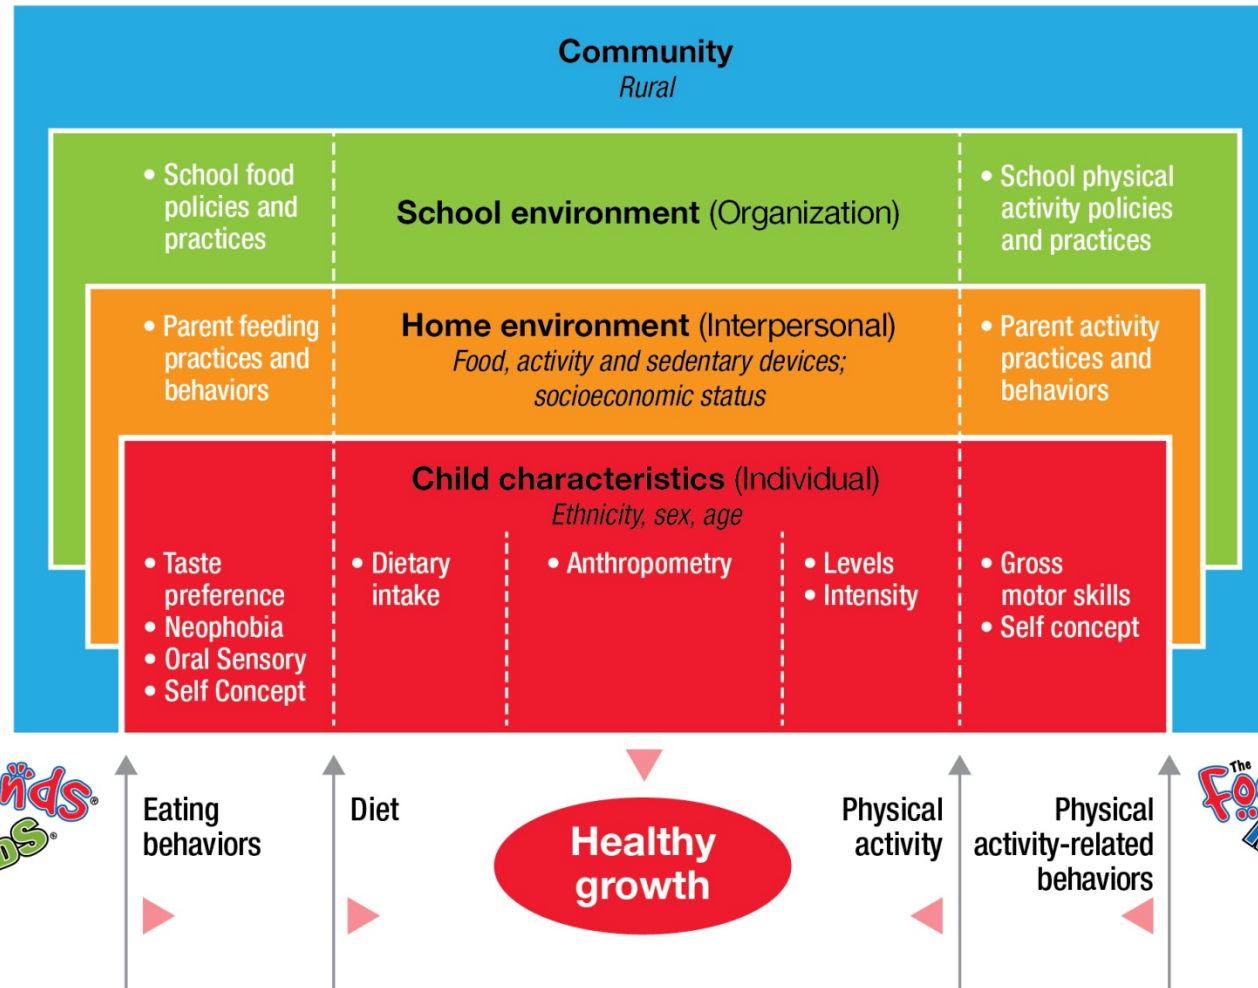 Community
Rural
• School food
policies and
practices
School environment (Organization)
• School physical
activity policies
and practices
• Parent feeding
practices and
behaviors
Home environment (Interpersonal)
Food, activity and sedentary devices;
socioeconomic status
• Parent activity
practices and
behaviors
Child characteristics (Individual)
Ethnicity, sex, age
• Taste
preference
• Neophobia
• Oral Sensory
• Self Concept
• Dietary
intake
• Anthropometry
• Levels
• Intensity
• Gross
motor skills
• Self concept
Eating
behaviors
Diet
Healthy
growth
Physical
activity
Physical
activity-related
behaviors
The